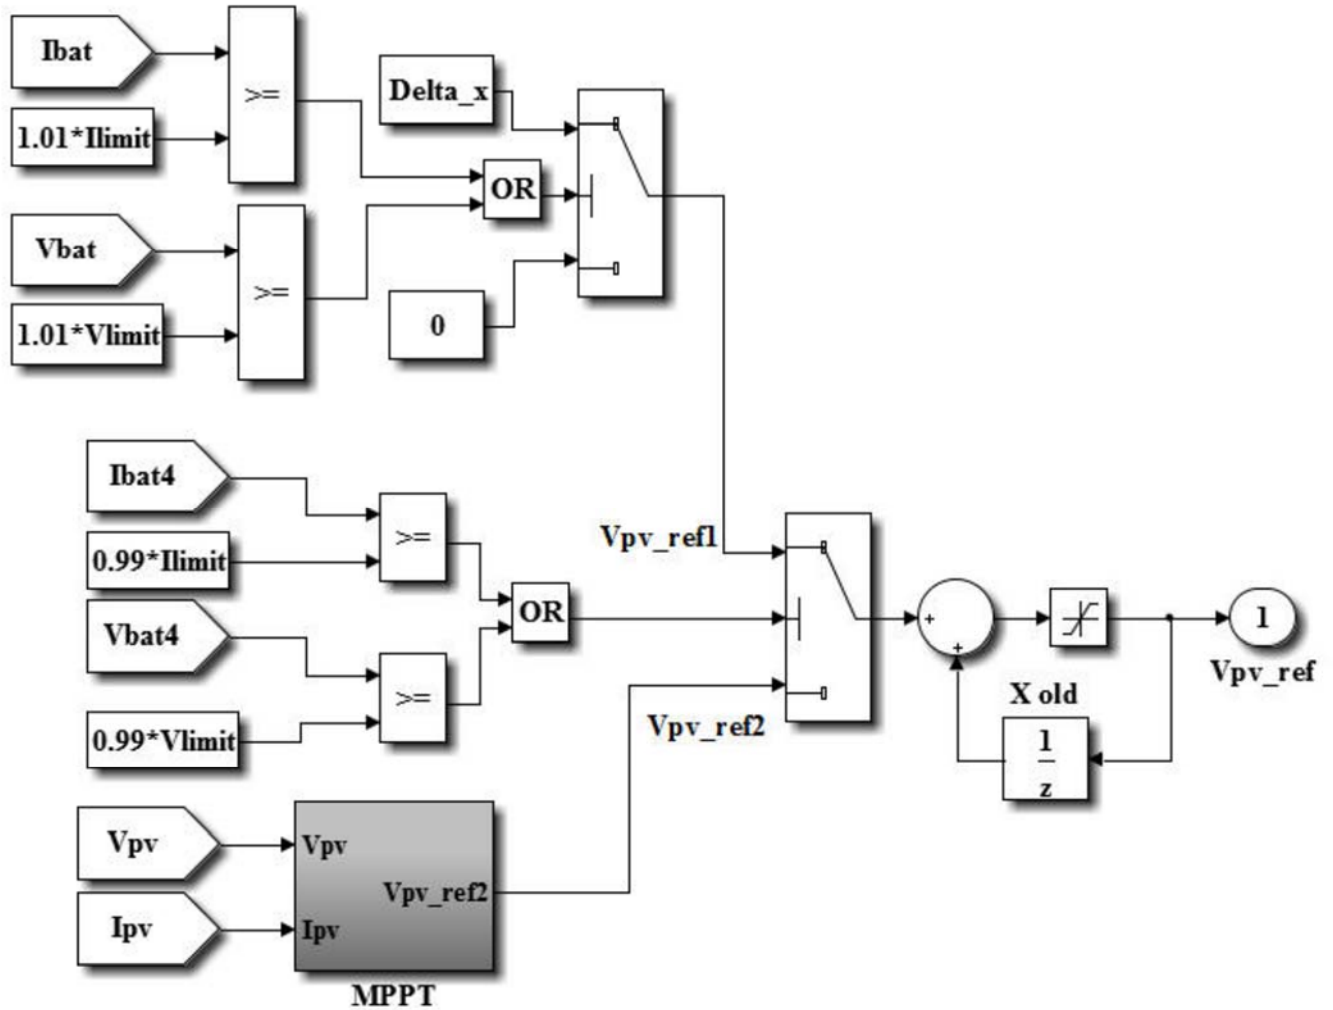 Ibat
>=
1.01*Ilimit
Delta_x
OR
Vbat
>=
1.01*Vlimit
0
Ibat4
>=
0.99*Ilimit
Vpv_ref1
OR
Vbat4
>=
0.99*Vlimit
Vpv_ref2
+
+
1
Vpv_ref
X old
1
z
Vpv
Vpv
Vpv_ref2
Ipv
Ipv
MPPT